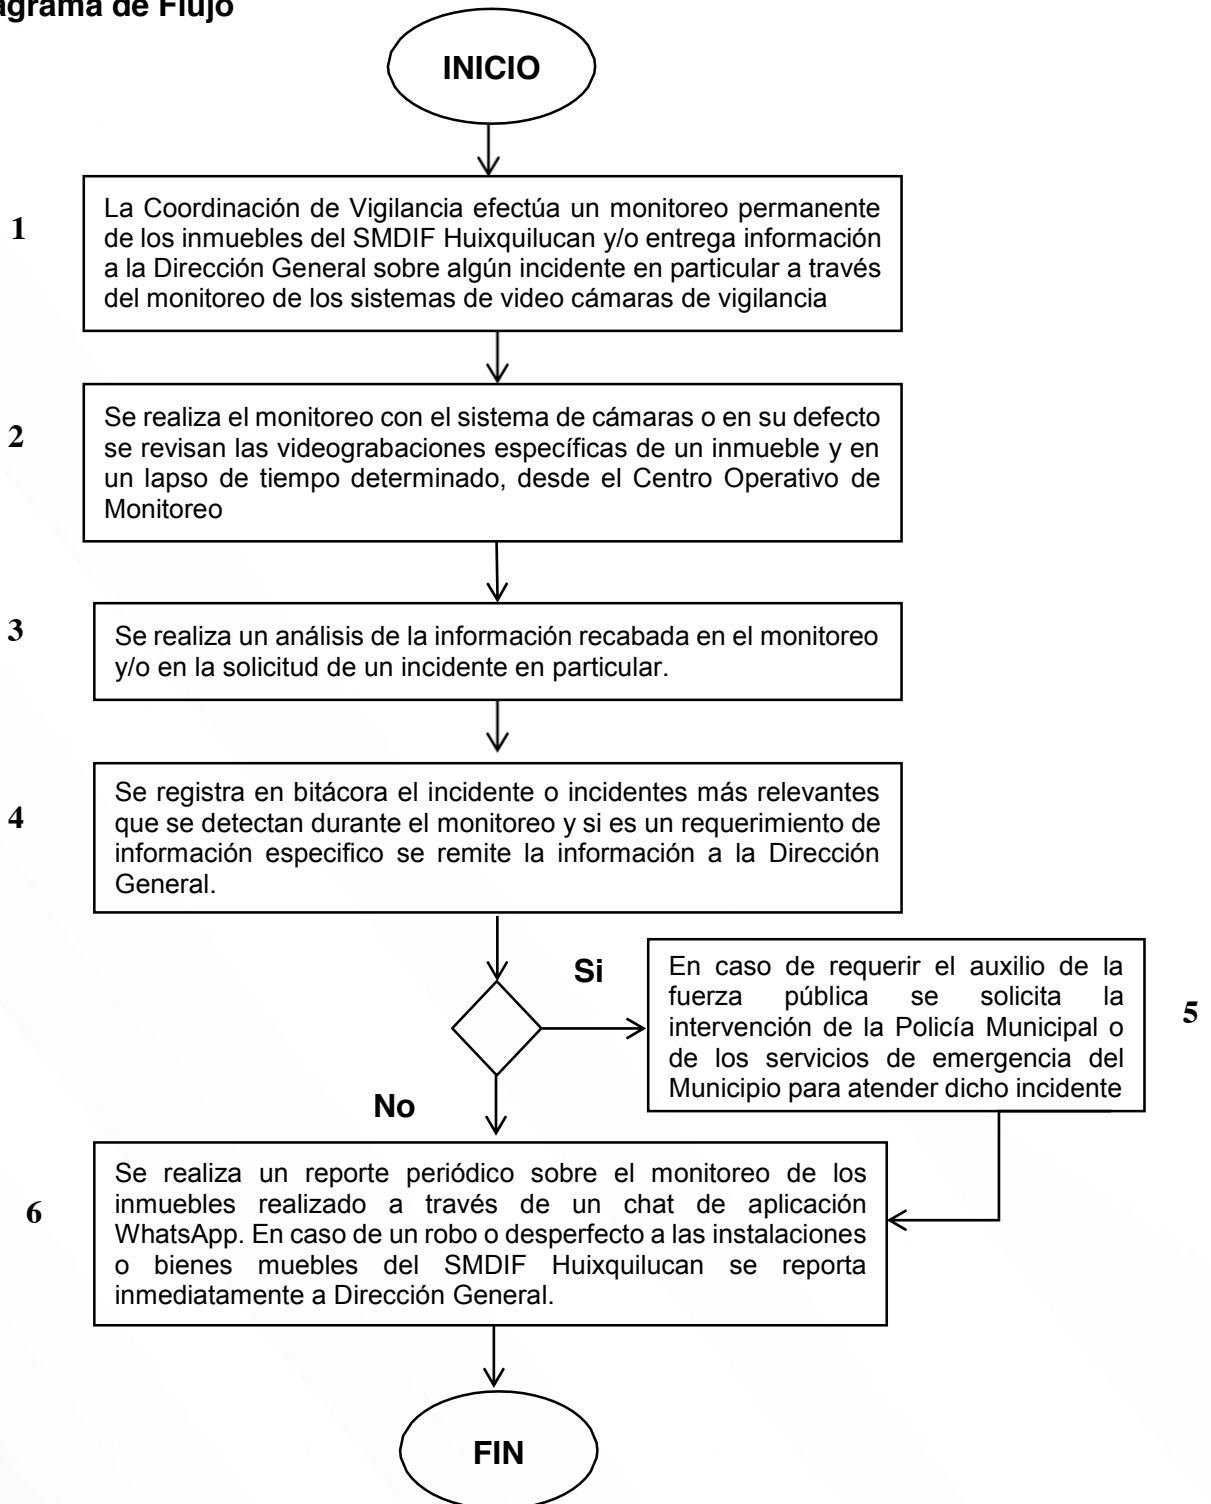 agrama de Flujo
INICIO
1
La Coordinación de Vigilancia efectúa un monitoreo permanente
de los inmuebles del SMDIF Huixquilucan y/o entrega información
a la Dirección General sobre algún incidente en particular a través
del monitoreo de los sistemas de video cámaras de vigilancia
2
Se realiza el monitoreo con el sistema de cámaras o en su defecto
se revisan las videograbaciones específicas de un inmueble y en
un lapso de tiempo determinado, desde el Centro Operativo de
Monitoreo
3
Se realiza un análisis de la información recabada en el monitoreo
y/o en la solicitud de un incidente en particular.
4
Se registra en bitácora el incidente o incidentes más relevantes
que se detectan durante el monitoreo y si es un requerimiento de
información especifico se remite la información a la Dirección
General.
Si
En caso de requerir el auxilio de la
fuerza pública se solicita la
intervención de la Policía Municipal o
de los servicios de emergencia del
Municipio para atender dicho incidente
5
No
6
Se realiza un reporte periódico sobre el monitoreo de los
inmuebles realizado a través de un chat de aplicación
WhatsApp. En caso de un robo o desperfecto a las instalaciones
o bienes muebles del SMDIF Huixquilucan se reporta
inmediatamente a Dirección General.
FIN